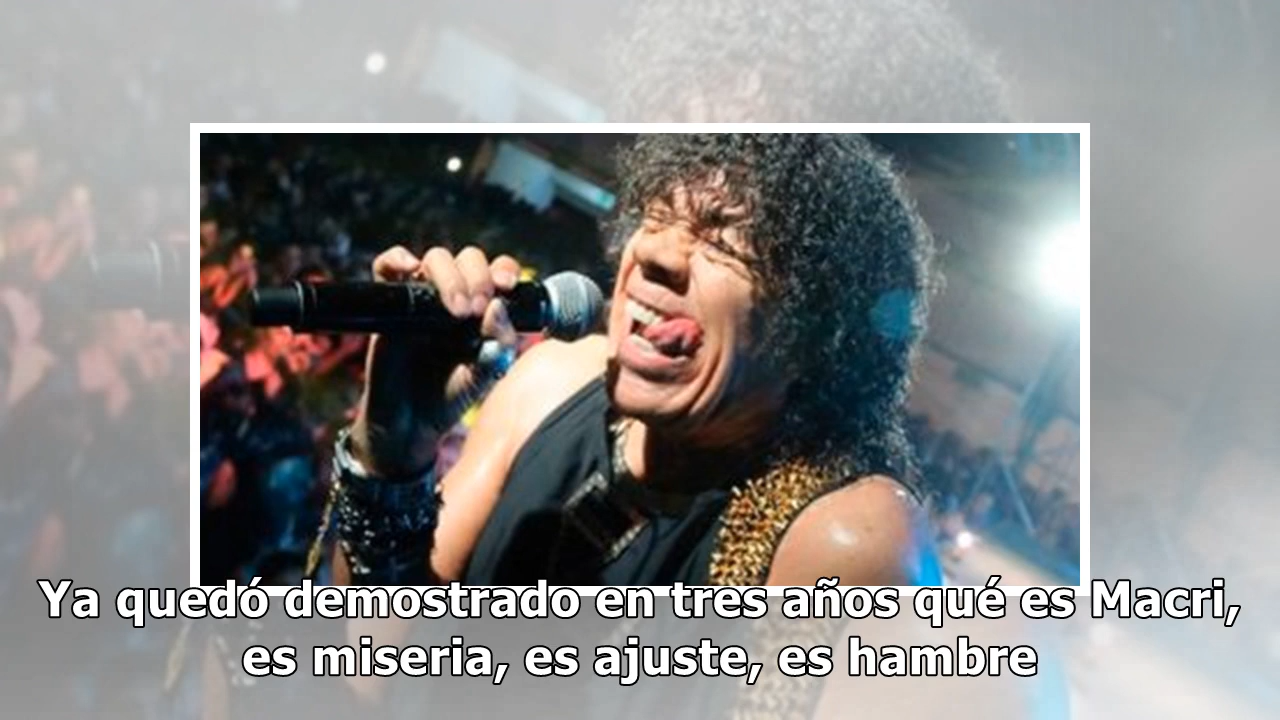 Ya quedó demostrado en tres años qué es Macri,
es miseria, es ajuste, es hambre